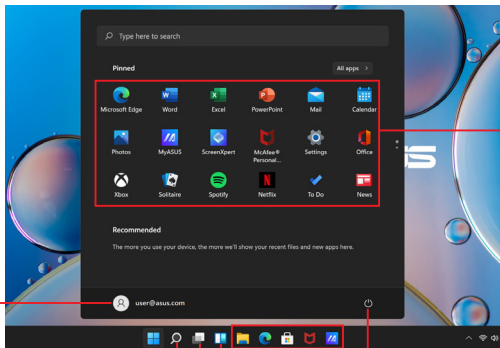 Type here to search
Pinned
All apps >
Microsoft Edge
Word
Excel
PowerPoint
Mail
Calendar
Photos
MyASUS
ScreenXpert
McAfee®
Personal...
Settings
Office
Xbox
Solitaire
Spotify
Netflix
To Do
News
Recommended
The more you use your device, the more we'll show your recent files and new apps here.
user@asus.com